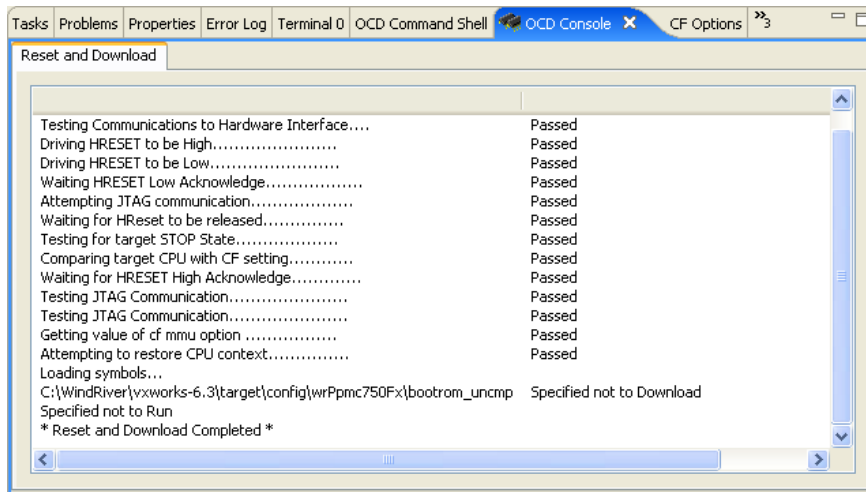 Tasks Problems Properties Error Log Terminal 0 OCD Command Shell OCD Console CF Options »3
Reset and Download
Testing Communications to Hardware Interface.... Passed
Driving HRESET to be High....................... Passed
Driving HRESET to be Low........................ Passed
Waiting HRESET Low Acknowledge.................. Passed
Attempting JTAG communication................... Passed
Waiting for HReset to be released............... Passed
Testing for target STOP State................... Passed
Comparing target CPU with CF setting............ Passed
Waiting for HRESET High Acknowledge............. Passed
Testing JTAG Communication...................... Passed
Testing JTAG Communication...................... Passed
Getting value of cf mmu option ................. Passed
Attempting to restore CPU context............... Passed
Loading symbols...
C:\WindRiver\vxworks-6.3\target\config\wrPpmc750Fx\bootrom_uncmp Specified not to Download
Specified not to Run
* Reset and Download Completed *